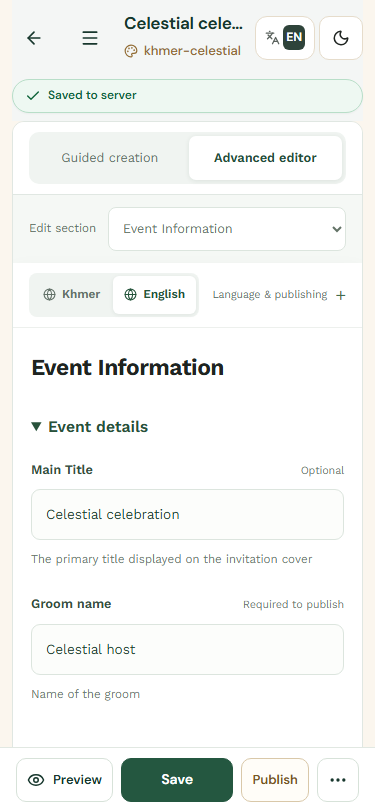 Celestial cele...
khmer-celestial
EN
Saved to server
Guided creation
Advanced editor
Edit section
Event Information
Khmer
English
Language & publishing +
Event Information
▼ Event details
Main Title
Optional
Celestial celebration
The primary title displayed on the invitation cover
Groom name
Required to publish
Celestial host
Name of the groom
Preview
Save
Publish
...